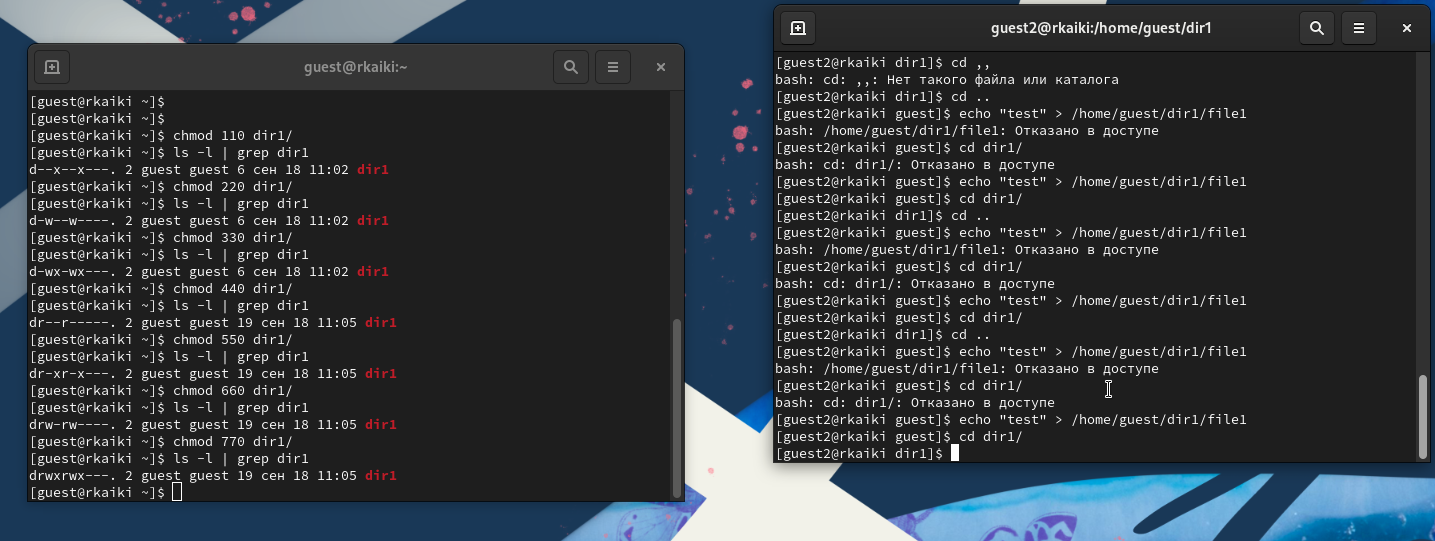 guest@rkaiki:~
[guest@rkaiki ~]$
[guest@rkaiki ~]$
[guest@rkaiki ~]$ chmod 110 dir1/
[guest@rkaiki ~]$ ls -l | grep dir1
d--x--x---. 2 guest guest 6 сен 18 11:02 dir1
[guest@rkaiki ~]$ chmod 220 dir1/
[guest@rkaiki ~]$ ls -l | grep dir1
d-w--w----. 2 guest guest 6 сен 18 11:02 dir1
[guest@rkaiki ~]$ chmod 330 dir1/
[guest@rkaiki ~]$ ls -l | grep dir1
d-wx-wx---. 2 guest guest 6 сен 18 11:02 dir1
[guest@rkaiki ~]$ chmod 440 dir1/
[guest@rkaiki ~]$ ls -l | grep dir1
dr--r-----. 2 guest guest 19 сен 18 11:05 dir1
[guest@rkaiki ~]$ chmod 550 dir1/
[guest@rkaiki ~]$ ls -l | grep dir1
dr-xr-x---. 2 guest guest 19 сен 18 11:05 dir1
[guest@rkaiki ~]$ chmod 660 dir1/
[guest@rkaiki ~]$ ls -l | grep dir1
drw-rw----. 2 guest guest 19 сен 18 11:05 dir1
[guest@rkaiki ~]$ chmod 770 dir1/
[guest@rkaiki ~]$ ls -l | grep dir1
drwxrwx---. 2 guest guest 19 сен 18 11:05 dir1
[guest@rkaiki ~]$
guest2@rkaiki:/home/guest/dir1
[guest2@rkaiki dir1]$ cd ,,
bash: cd: ,,: Нет такого файла или каталога
[guest2@rkaiki dir1]$ cd ..
[guest2@rkaiki guest]$ echo "test" > /home/guest/dir1/file1
bash: /home/guest/dir1/file1: Отказано в доступе
[guest2@rkaiki guest]$ cd dir1/
bash: cd: dir1/: Отказано в доступе
[guest2@rkaiki guest]$ echo "test" > /home/guest/dir1/file1
[guest2@rkaiki guest]$ cd dir1/
[guest2@rkaiki dir1]$ cd ..
[guest2@rkaiki guest]$ echo "test" > /home/guest/dir1/file1
bash: /home/guest/dir1/file1: Отказано в доступе
[guest2@rkaiki guest]$ cd dir1/
bash: cd: dir1/: Отказано в доступе
[guest2@rkaiki guest]$ echo "test" > /home/guest/dir1/file1
[guest2@rkaiki guest]$ cd dir1/
[guest2@rkaiki dir1]$ cd ..
[guest2@rkaiki guest]$ echo "test" > /home/guest/dir1/file1
bash: /home/guest/dir1/file1: Отказано в доступе
[guest2@rkaiki guest]$ cd dir1/
bash: cd: dir1/: Отказано в доступе
[guest2@rkaiki guest]$ echo "test" > /home/guest/dir1/file1
[guest2@rkaiki guest]$ cd dir1/
[guest2@rkaiki dir1]$